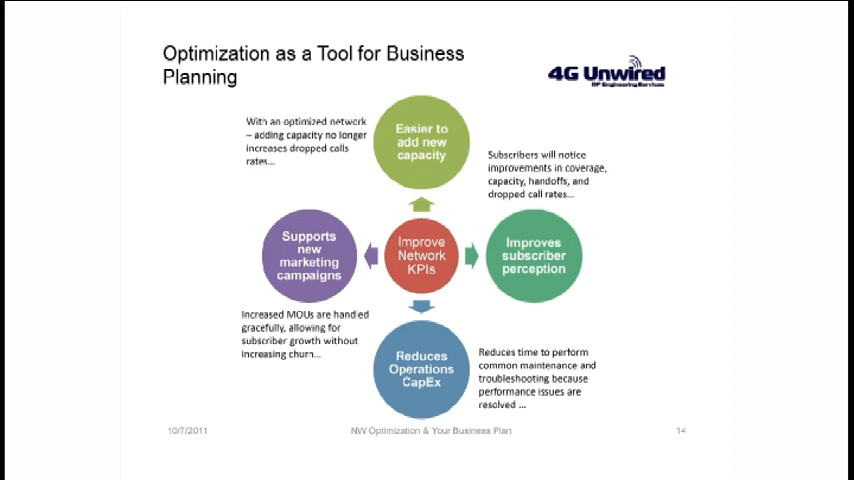 Optimization as a Tool for Business
Planning
4G Unwired
RF Engineering Services
With an optimized network
– adding capacity no longer
increases dropped calls
rates…
Easier to
add new
capacity
Subscribers will notice
improvements in coverage,
capacity, handoffs, and
dropped call rates…
Supports
new
marketing
campaigns
Improve
Network
KPIs
Improves
subscriber
perception
Increased MOUs are handled
gracefully, allowing for
subscriber growth without
increasing churn…
Reduces
Operations
CapEx
Reduces time to perform
common maintenance and
troubleshooting because
performance issues are
resolved …
10/7/2011
NW Optimization & Your Business Plan
14